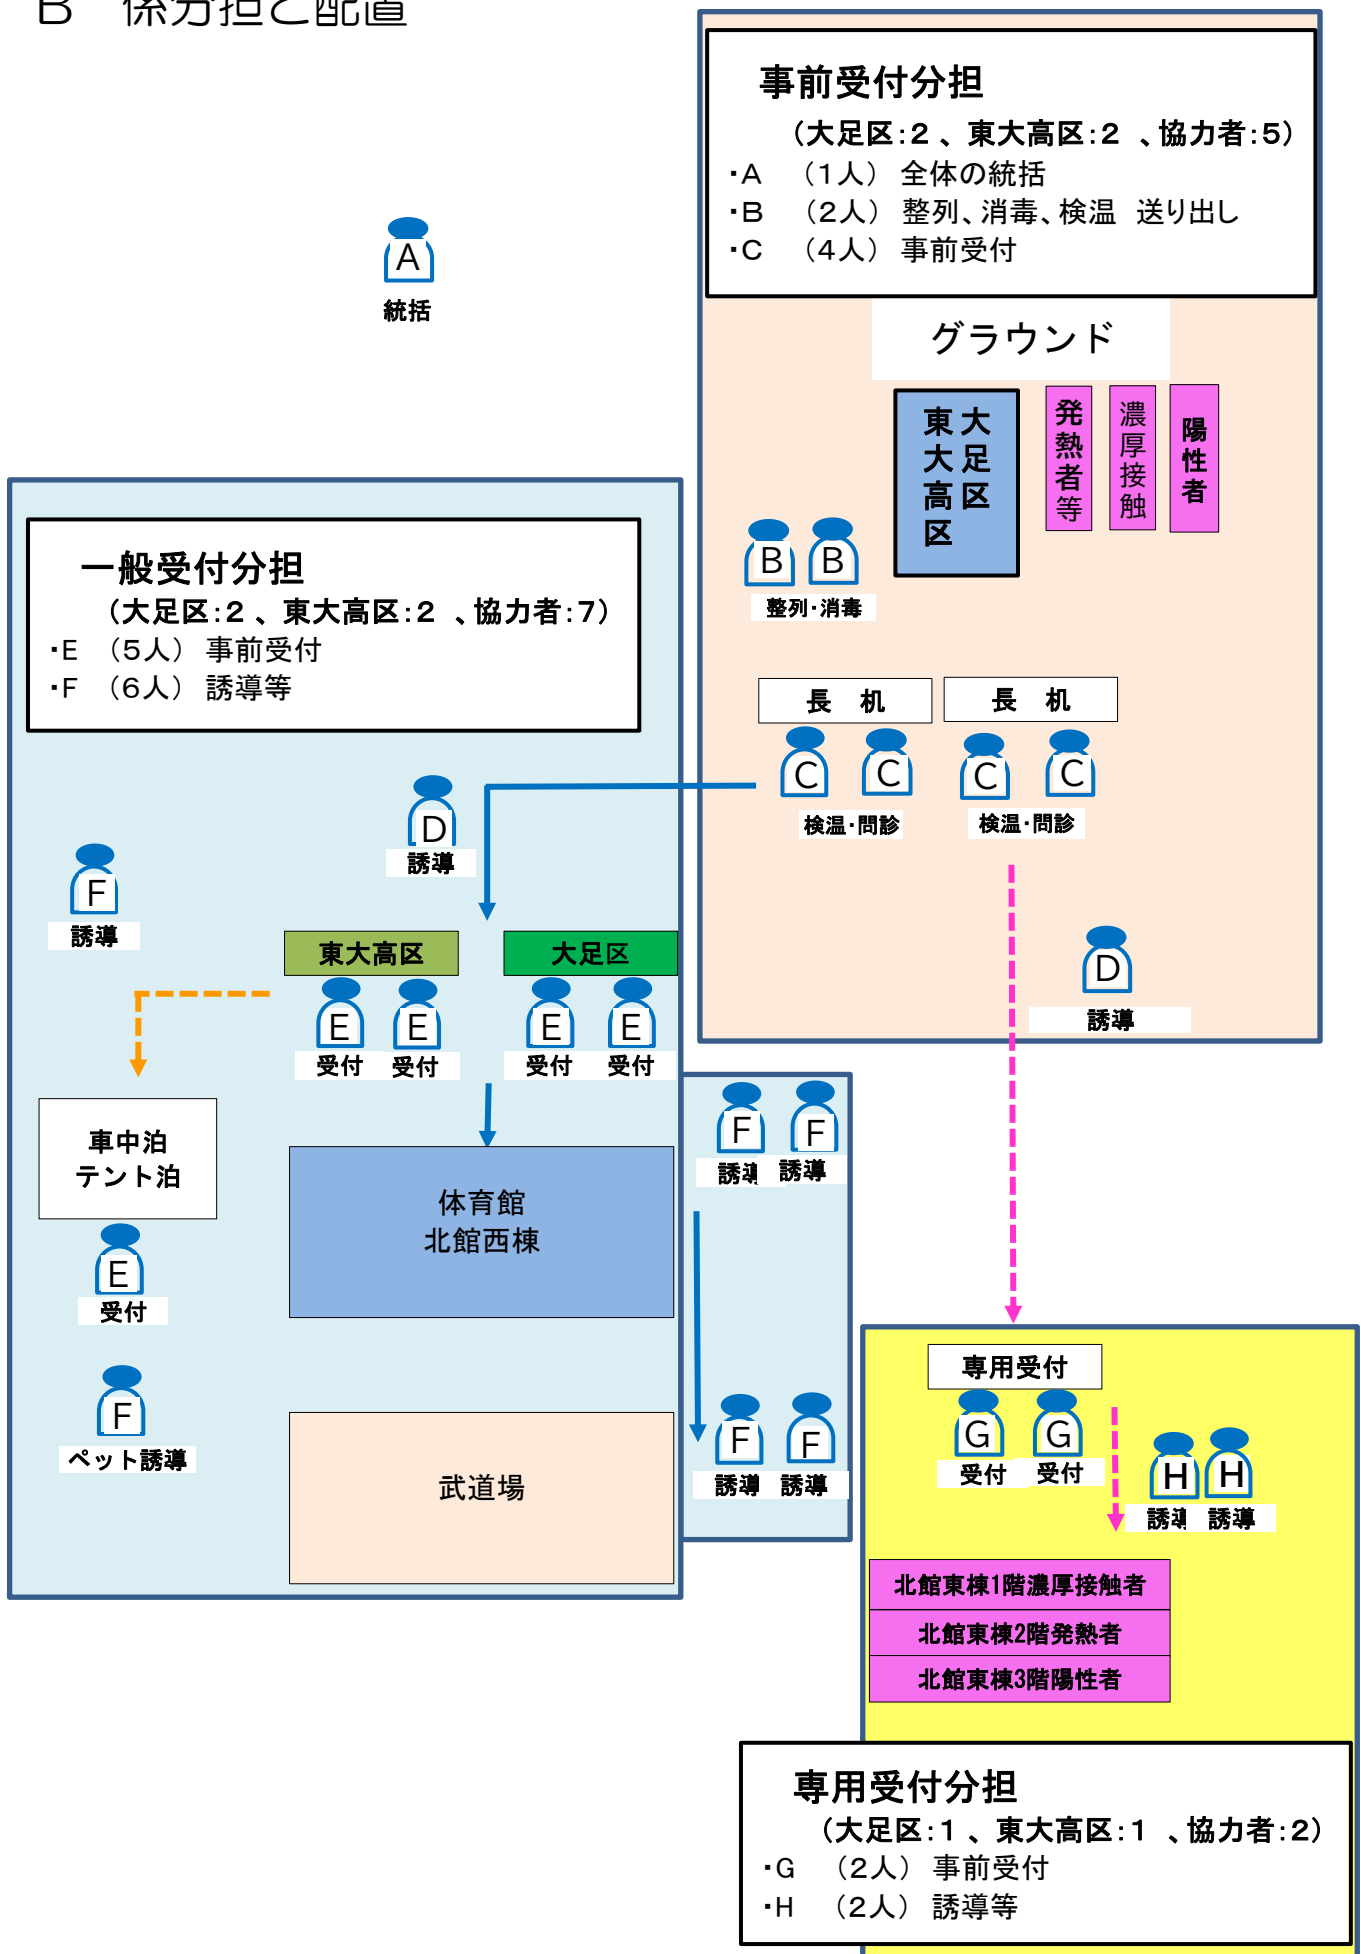 B 係分担と配置
事前受付分担
(大足区:2 、東大高区:2 、協力者:5)
・A （1人） 全体の統括
・B （2人） 整列、消毒、検温 送り出し
・C （4人） 事前受付
A
統括
グラウンド
大足区
東大高区
発熱者等
濃厚接触
陽性者
B B
整列・消毒
一般受付分担
(大足区:2 、東大高区:2 、協力者:7)
・E （5人） 事前受付
・F （6人） 誘導等
長 机
長 机
C C C C
検温・問診
検温・問診
D
誘導
F
誘導
D
誘導
東大高区
大足区
E E E E
受付 受付 受付 受付
車中泊
テント泊
E
受付
F F
誘導 誘導
体育館
北館西棟
F
ペット誘導
武道場
F F
誘導 誘導
専用受付
G G
受付 受付
H H
誘導 誘導
北館東棟1階濃厚接触者
北館東棟2階発熱者
北館東棟3階陽性者
専用受付分担
(大足区:1 、東大高区:1 、協力者:2)
・G （2人） 事前受付
・H （2人） 誘導等